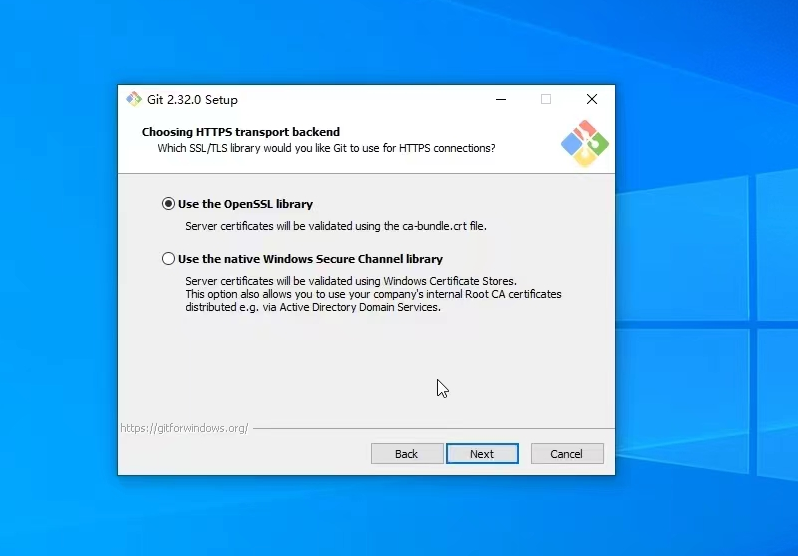 Git 2.32.0 Setup
Choosing HTTPS transport backend
Which SSL/TLS library would you like Git to use for HTTPS connections?
Use the OpenSSL library
Server certificates will be validated using the ca-bundle.crt file.
Use the native Windows Secure Channel library
Server certificates will be validated using Windows Certificate Stores.
This option also allows you to use your company's internal Root CA certificates
distributed e.g. via Active Directory Domain Services.
https://gitforwindows.org/
Back
Next
Cancel